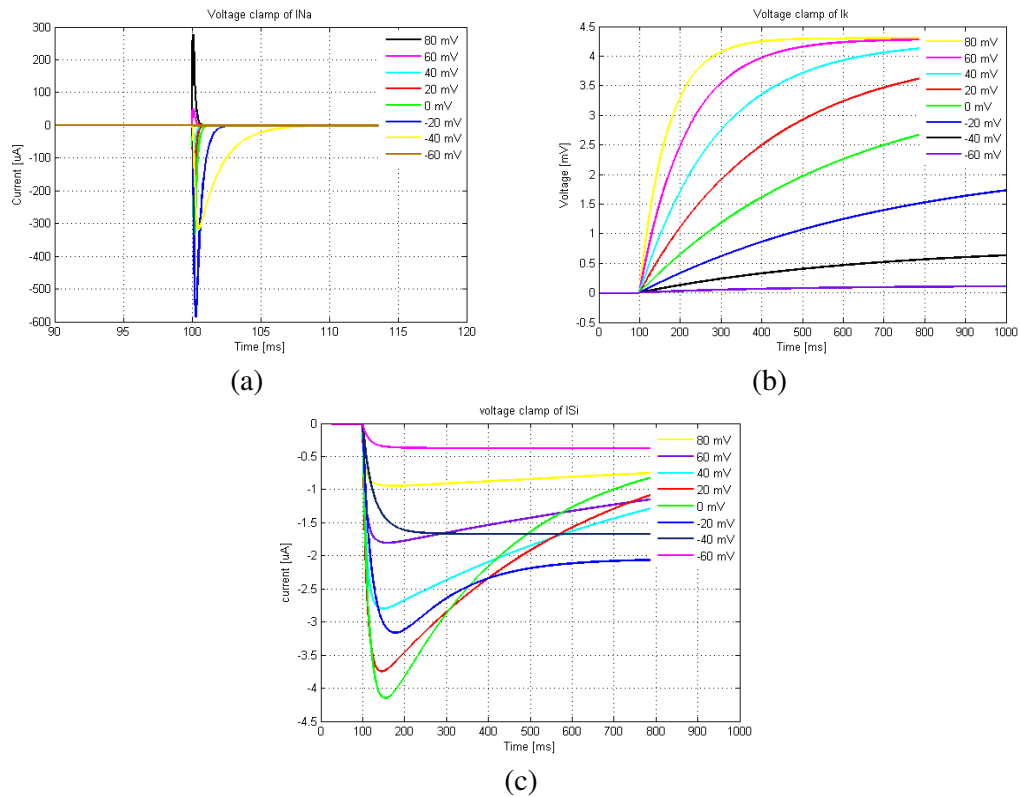 Voltage clamp of INa
300
200
100
0
-100
-200
-300
-400
-500
-600
Current [uA]
90
95
100
105
110
115
120
Time [ms]
80 mV
60 mV
40 mV
20 mV
0 mV
-20 mV
-40 mV
-60 mV
(a)
Voltage clamp of Ik
4.5
4
3.5
3
2.5
2
1.5
1
0.5
0
-0.5
Voltage [mV]
0
100
200
300
400
500
600
700
800
900
1000
Time [ms]
80 mV
60 mV
40 mV
20 mV
0 mV
-20 mV
-40 mV
-60 mV
(b)
voltage clamp of ISi
0
-0.5
-1
-1.5
-2
-2.5
-3
-3.5
-4
-4.5
current [uA]
0
100
200
300
400
500
600
700
800
900
1000
Time [ms]
80 mV
60 mV
40 mV
20 mV
0 mV
-20 mV
-40 mV
-60 mV
(c)